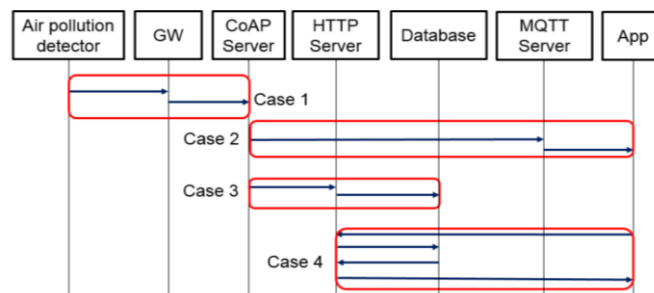 Air pollution
detector
GW
CoAP
Server
HTTP
Server
Database
MQTT
Server
App
Case 1
Case 2
Case 3
Case 4